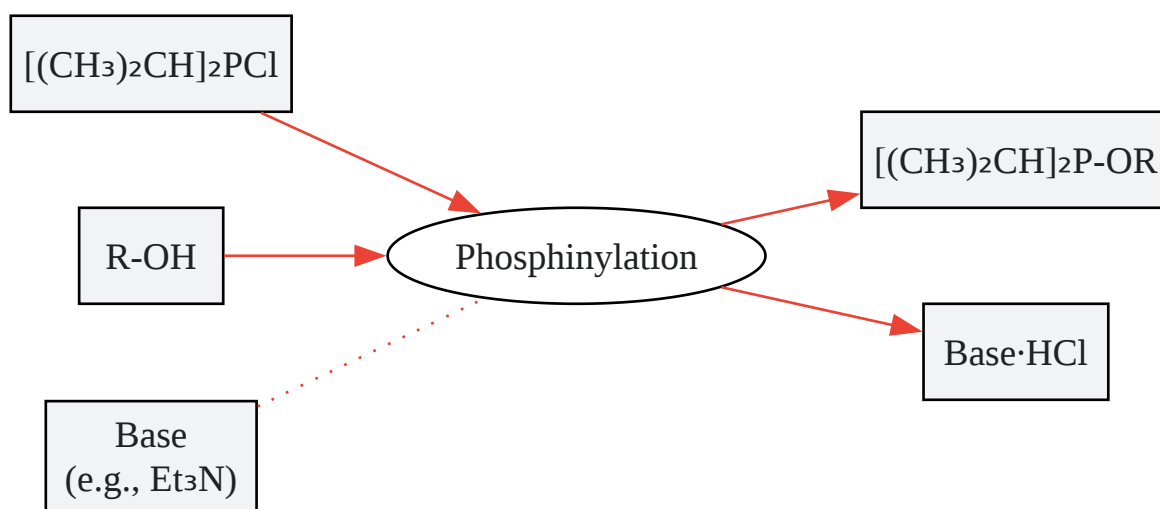 [(CH₃)₂CH]₂PCl
[(CH₃)₂CH]₂P-OR
R-OH
Phosphinylation
Base·HCl
Base
(e.g., Et₃N)